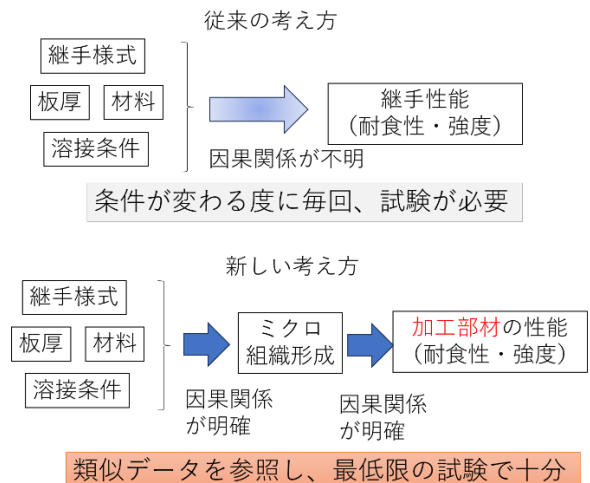 従来の考え方
継手様式
板厚 材料
溶接条件
継手性能
（耐食性・強度）
因果関係が不明
条件が変わる度に毎回、試験が必要
新しい考え方
継手様式
板厚 材料
溶接条件
ミクロ
組織形成
加工部材の性能
（耐食性・強度）
因果関係
が明確
因果関係
が明確
類似データを参照し、最低限の試験で十分